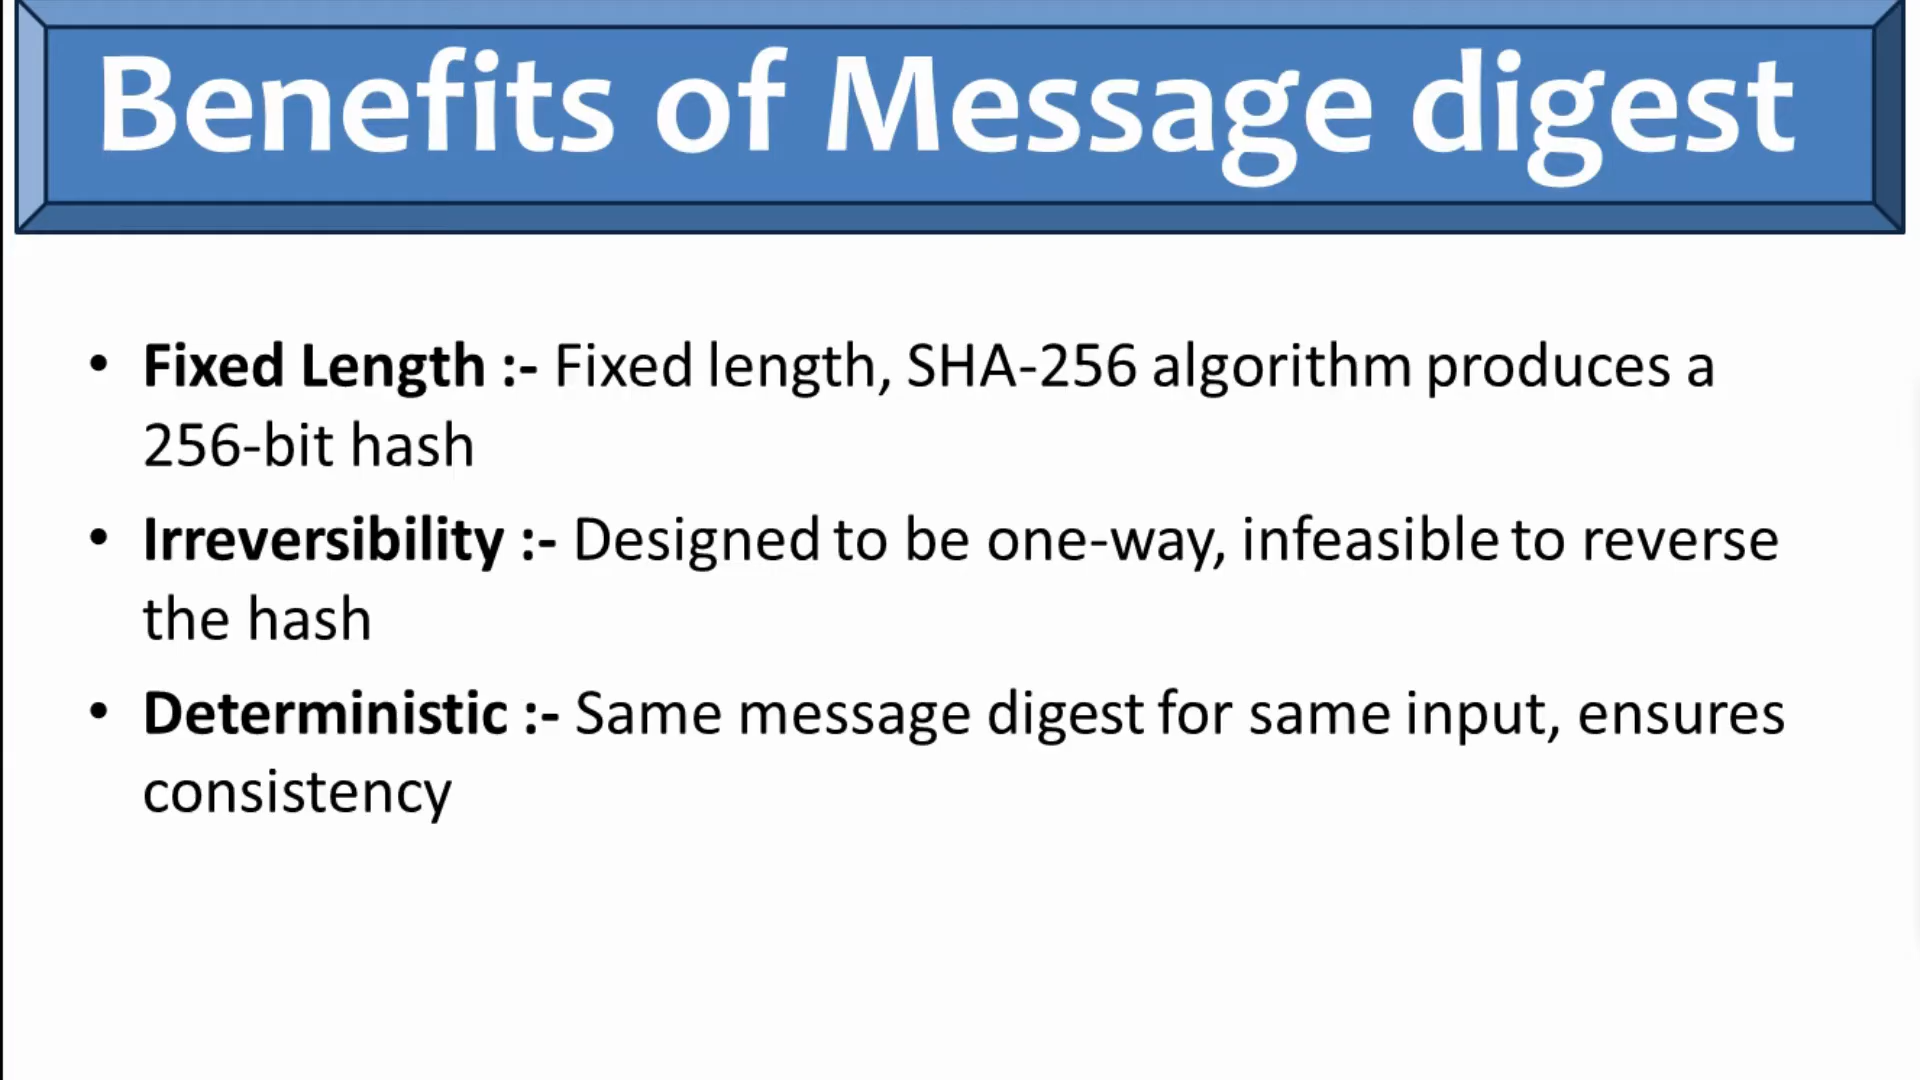 Benefits of Message digest
• Fixed Length :- Fixed length, SHA-256 algorithm produces a
256-bit hash
• Irreversibility :- Designed to be one-way, infeasible to reverse
the hash
• Deterministic :- Same message digest for same input, ensures
consistency